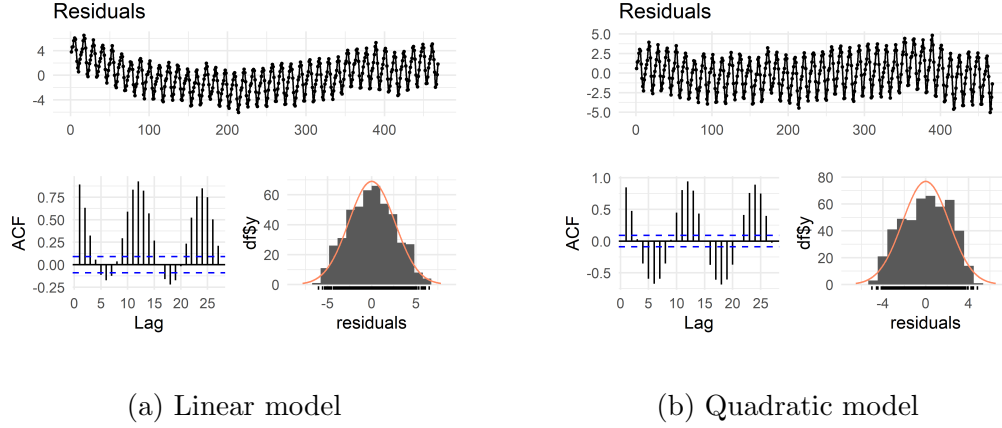 Residuals
4
0
-4
0 100 200 300 400
0.75
0.50
0.25
0.00
-0.25
ACF
0 5 10 15 20 25
Lag
60
40
20
0
df$y
-5 0 5
residuals
(a) Linear model
Residuals
5.0
2.5
0.0
-2.5
-5.0
0 100 200 300 400
1.0
0.5
0.0
-0.5
ACF
0 5 10 15 20 25
Lag
80
60
40
20
0
df$y
-4 0 4
residuals
(b) Quadratic model